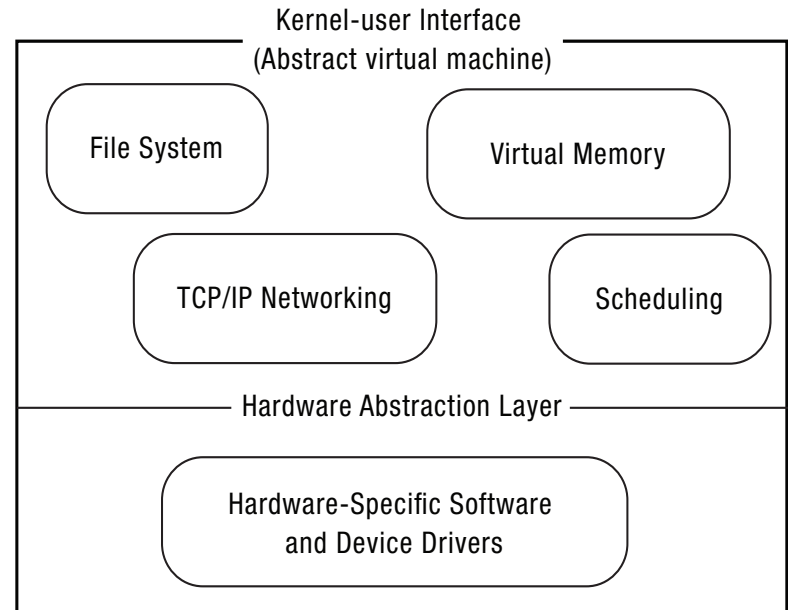 Kernel-user Interface
(Abstract virtual machine)
File System
Virtual Memory
TCP/IP Networking
Scheduling
Hardware Abstraction Layer
Hardware-Specific Software
and Device Drivers